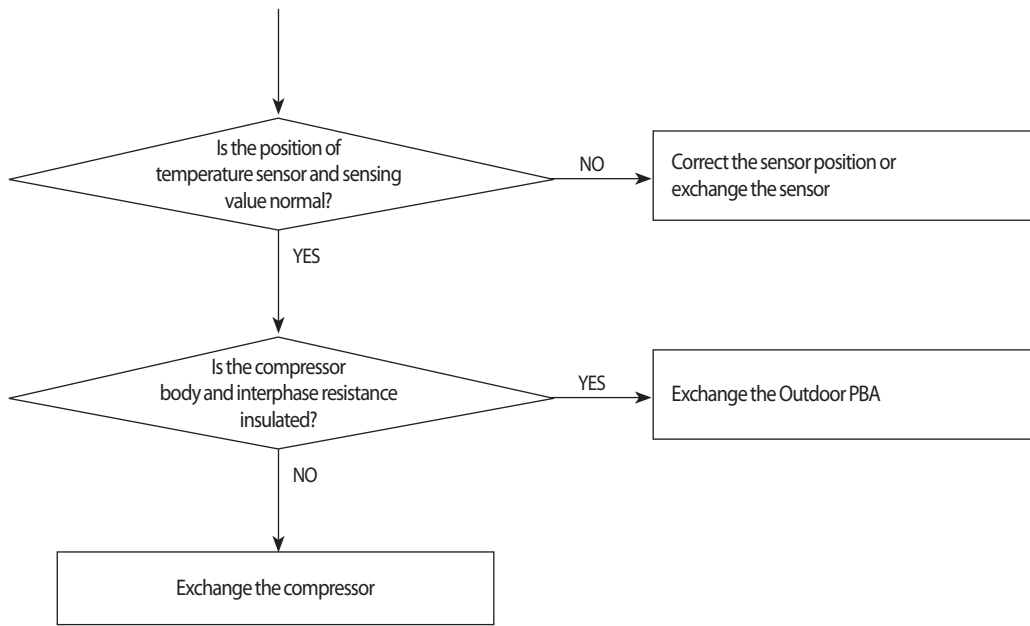 Is the position of
temperature sensor and sensing
value normal?
NO
Correct the sensor position or
exchange the sensor
YES
Is the compressor
body and interphase resistance
insulated?
YES
Exchange the Outdoor PBA
NO
Exchange the compressor